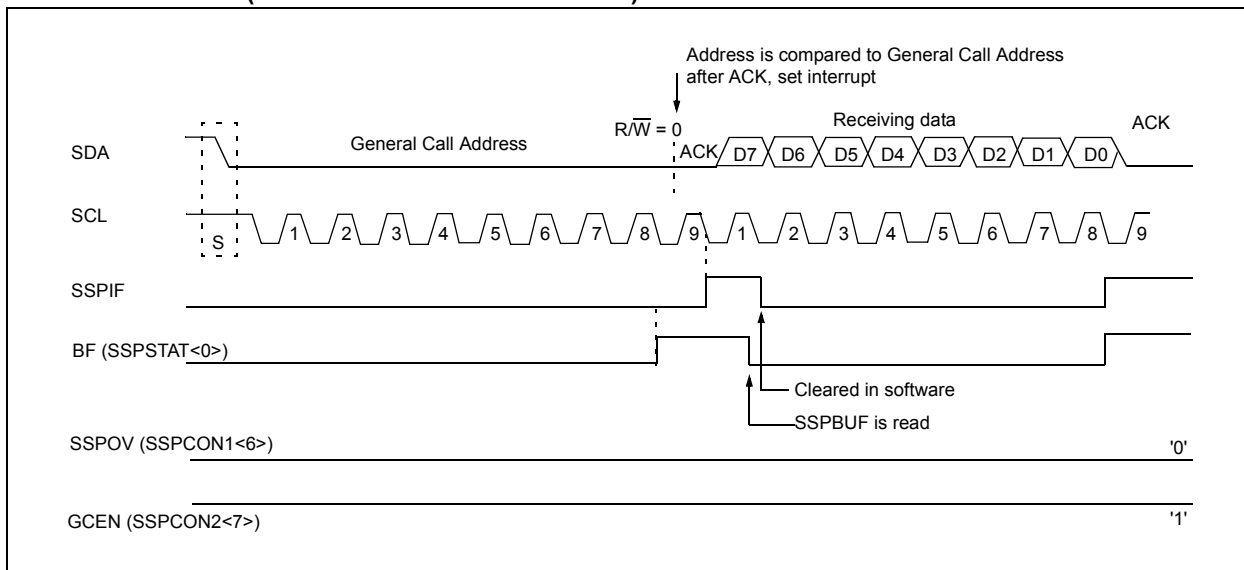 Address is compared to General Call Address
after ACK, set interrupt
R/W̅ = 0
Receiving data
ACK
General Call Address
SDA
ACK
D7 D6 D5 D4 D3 D2 D1 D0
SCL
S
1 2 3 4 5 6 7 8 9 1 2 3 4 5 6 7 8 9
SSPIF
BF (SSPSTAT<0>)
Cleared in software
SSPBUF is read
SSPOV (SSPCON1<6>)
'0'
GCEN (SSPCON2<7>)
'1'